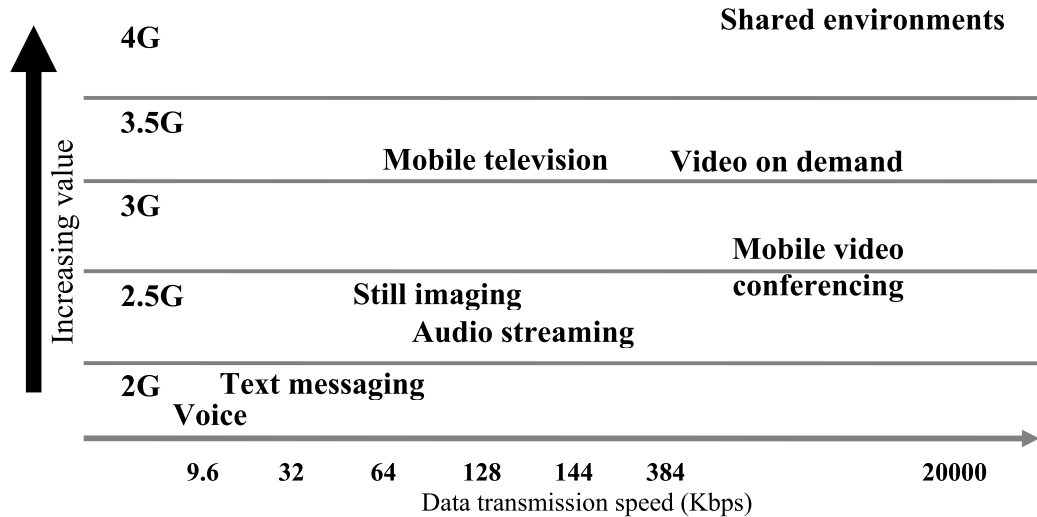 Shared environments
4G
3.5G
Mobile television
Video on demand
3G
Mobile video
conferencing
2.5G
Still imaging
Audio streaming
2G
Text messaging
Voice
Increasing value
9.6 32 64 128 144 384 20000
Data transmission speed (Kbps)